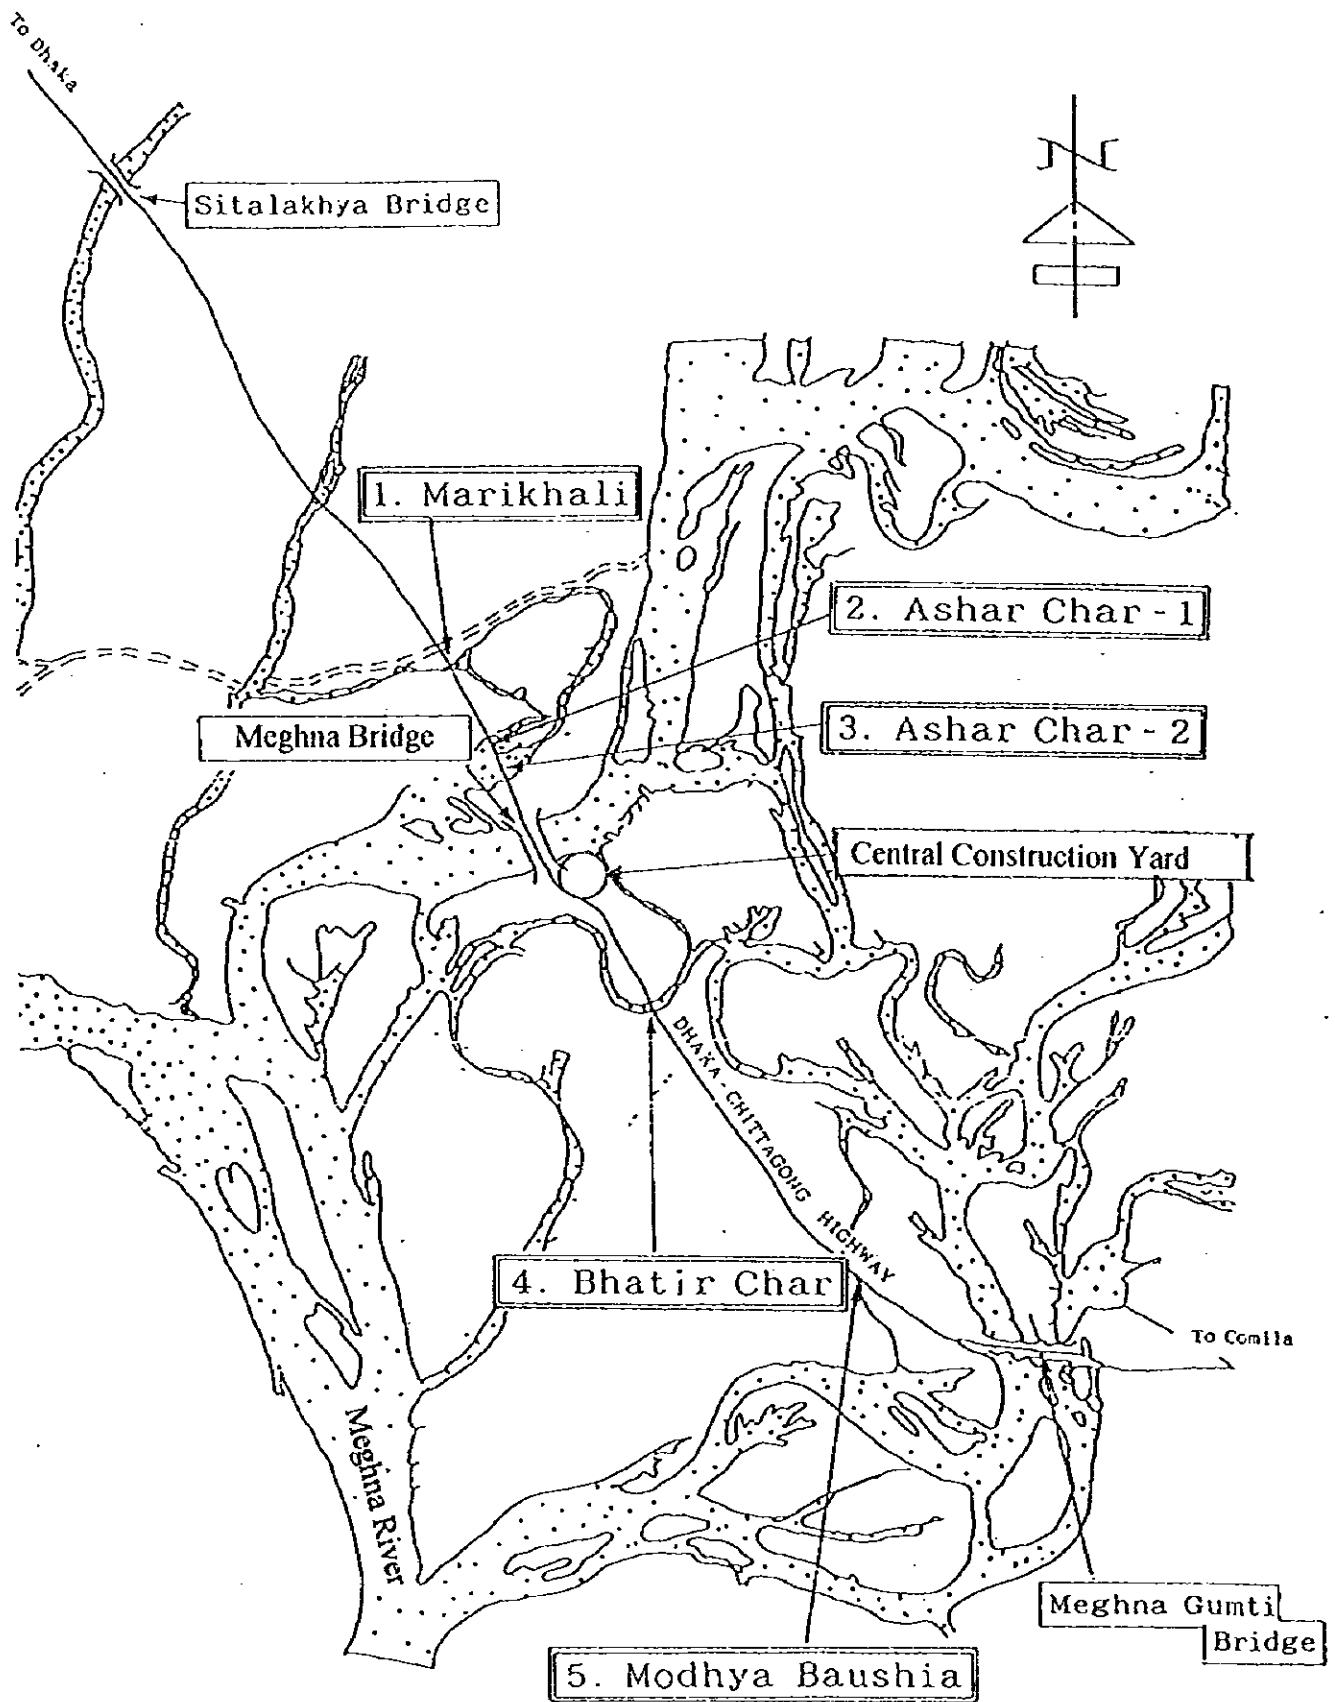 To Dhaka
N
Sitalakhya Bridge
1. Marikhali
2. Ashar Char - 1
Meghna Bridge
3. Ashar Char - 2
Central Construction Yard
DHAKA - CHITTAGONG HIGHWAY
4. Bhatir Char
To Comila
Meghna River
Meghna Gumti
Bridge
5. Modhya Baushia